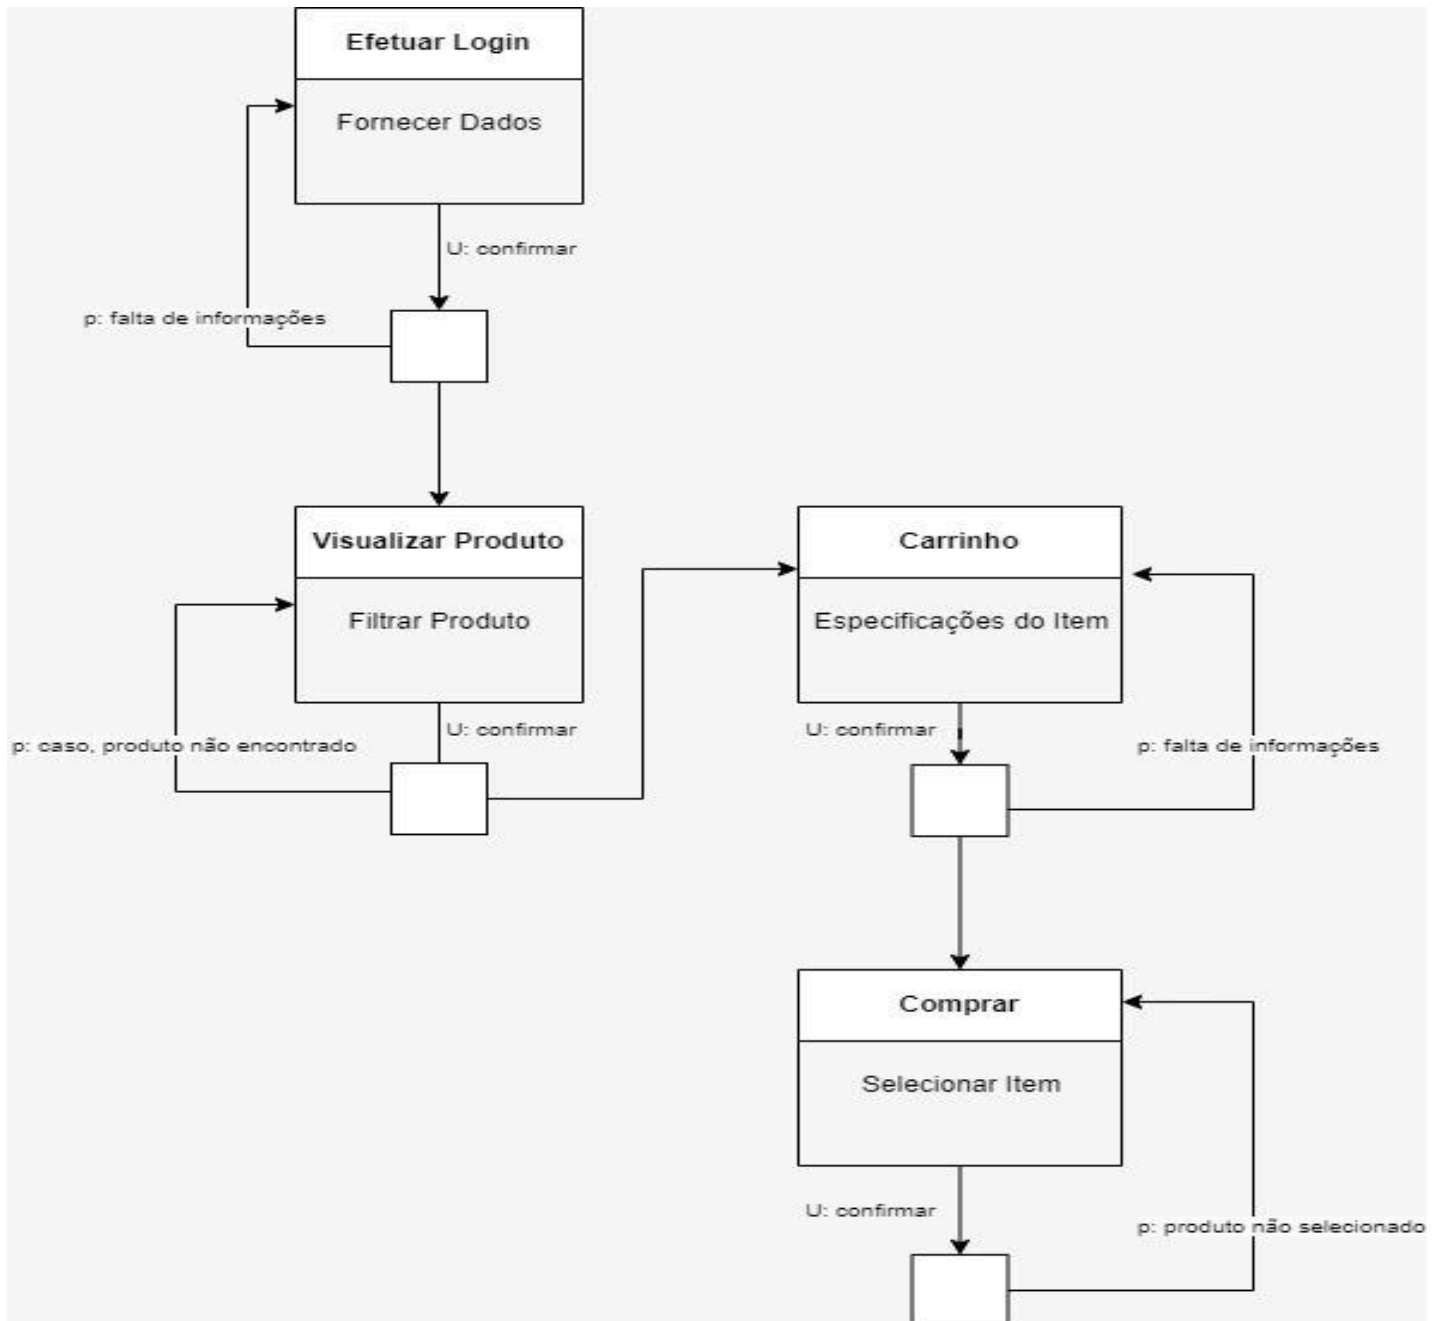 Efetuar Login
Fornecer Dados
U: confirmar
p: falta de informações
Visualizar Produto
Filtrar Produto
U: confirmar
p: caso, produto não encontrado
Carrinho
Especificações do Item
U: confirmar
p: falta de informações
Comprar
Selecionar Item
U: confirmar
p: produto não selecionado